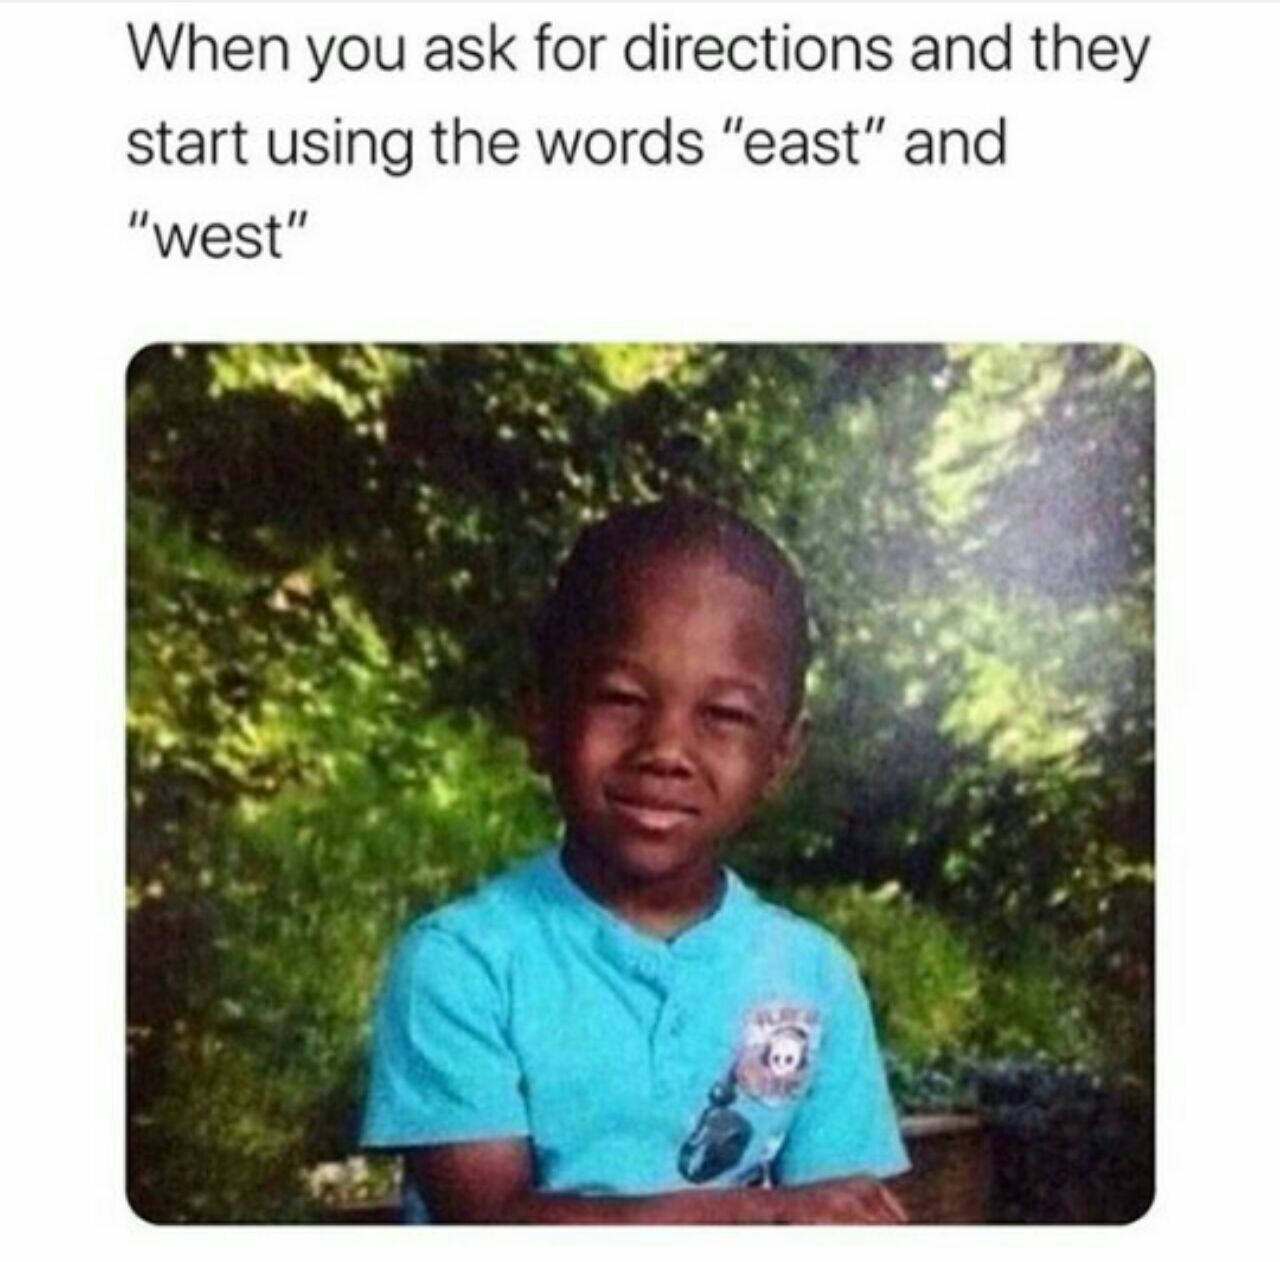 When you ask for directions and they
start using the words "east" and
"west"